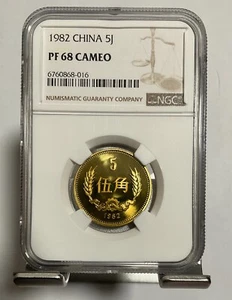 1982 CHINA 5J
PF 68 CAMEO
6760868-016
NUMISMATIC GUARANTY COMPANY
NGC
5
伍角
1982